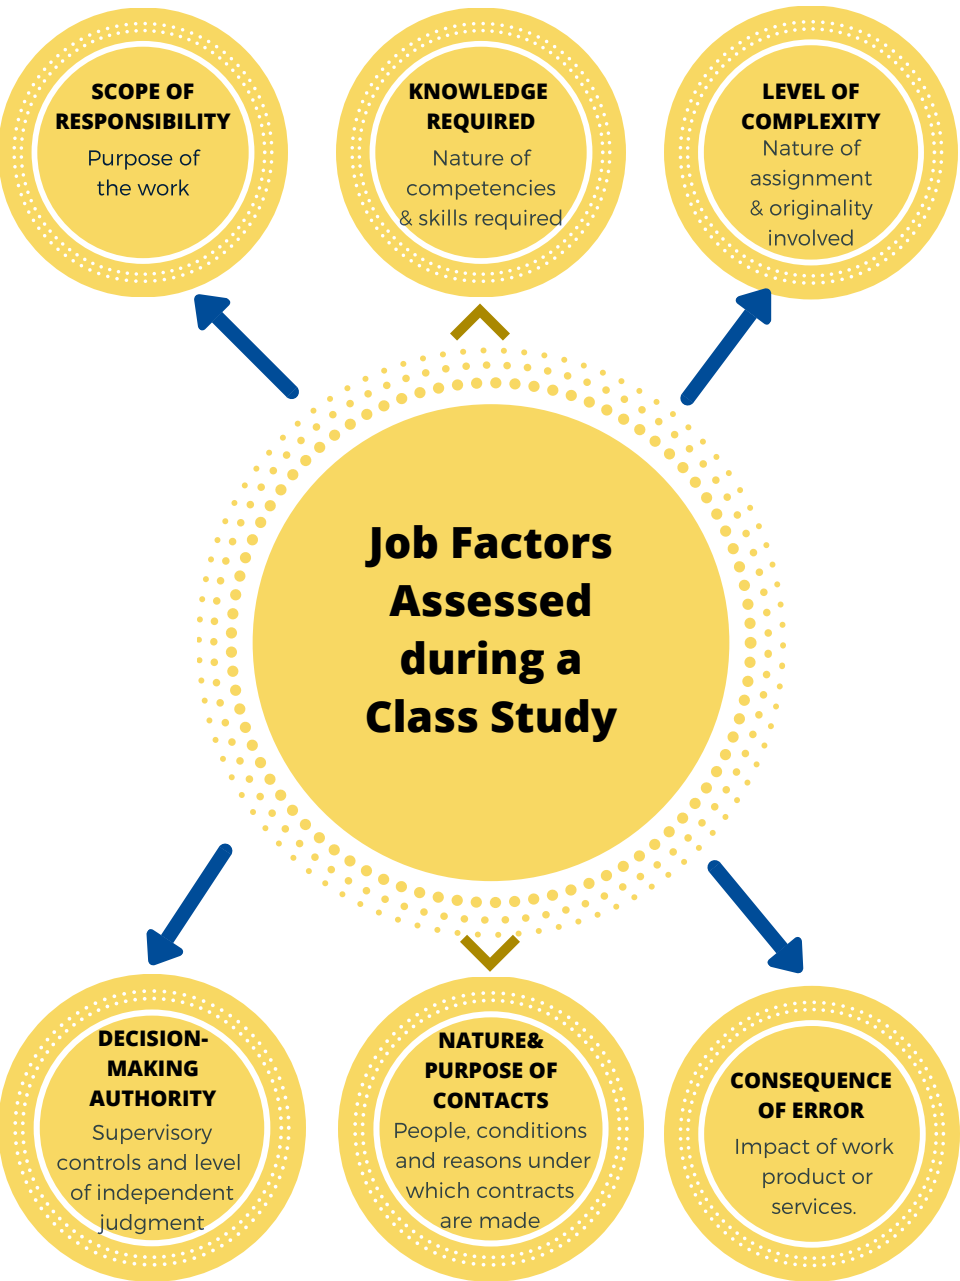 SCOPE OF
RESPONSIBILITY
Purpose of
the work
KNOWLEDGE
REQUIRED
Nature of
competencies
& skills required
LEVEL OF
COMPLEXITY
Nature of
assignment
& originality
involved
Job Factors
Assessed
during a
Class Study
DECISION-
MAKING
AUTHORITY
Supervisory
controls and level
of independent
judgment
NATURE&
PURPOSE OF
CONTACTS
People, conditions
and reasons under
which contracts
are made
CONSEQUENCE
OF ERROR
Impact of work
product or
services.